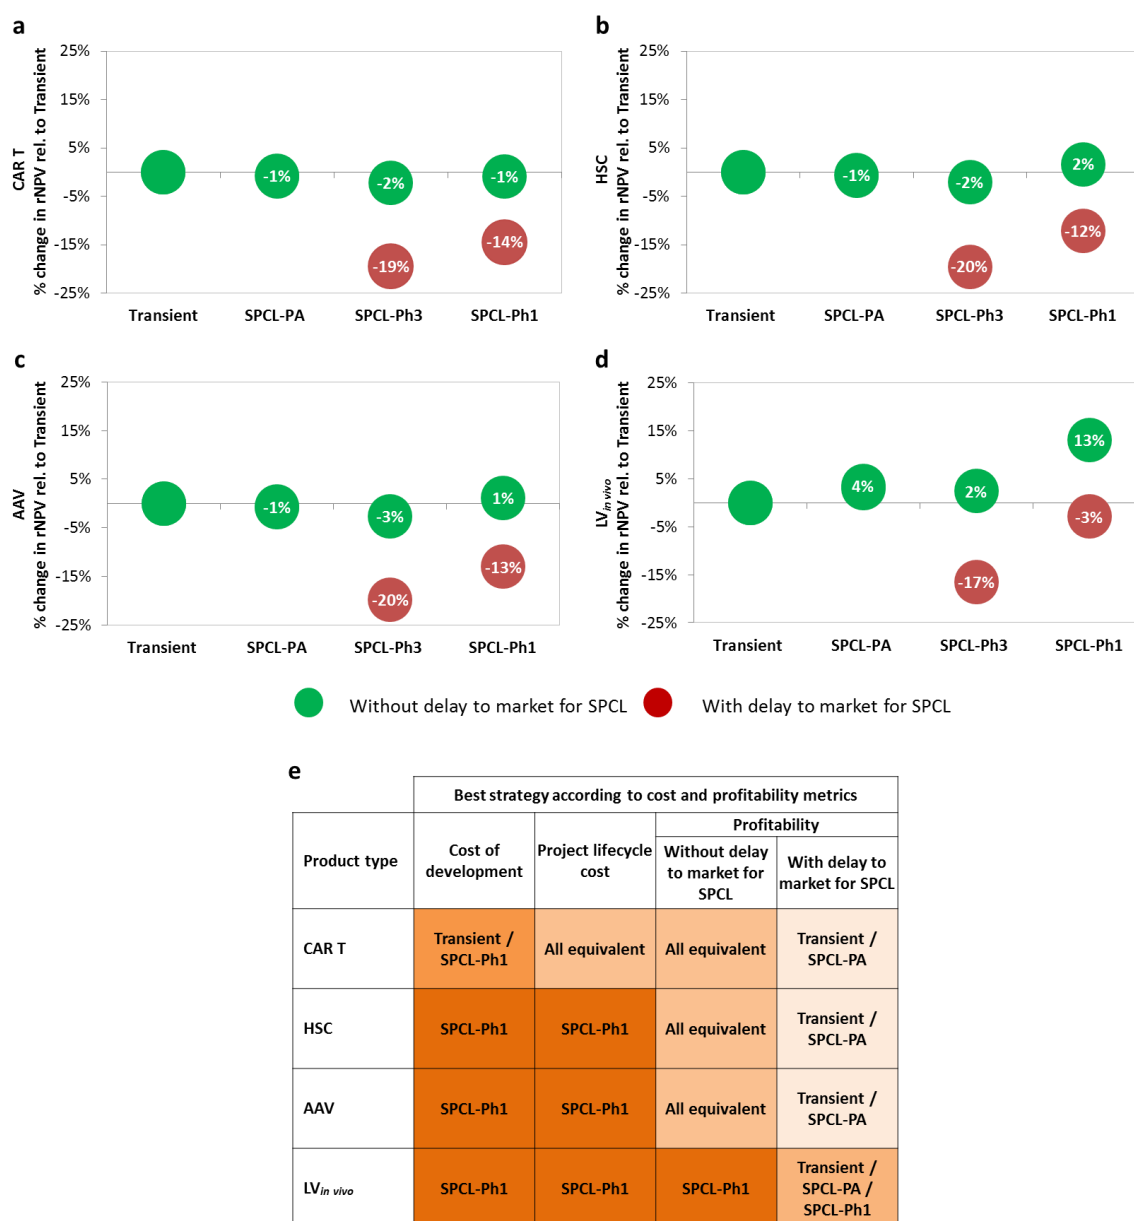 a
% change in rNPV rel. to Transient
CAR T
25%
15%
5%
-5%
-15%
-25%
-1%
-2%
-1%
-19%
-14%
Transient
SPCL-PA
SPCL-Ph3
SPCL-Ph1
b
% change in rNPV rel. to Transient
HSC
25%
15%
5%
-5%
-15%
-25%
-1%
-2%
2%
-20%
-12%
Transient
SPCL-PA
SPCL-Ph3
SPCL-Ph1
c
% change in rNPV rel. to Transient
AAV
25%
15%
5%
-5%
-15%
-25%
-1%
-3%
1%
-20%
-13%
Transient
SPCL-PA
SPCL-Ph3
SPCL-Ph1
d
% change in rNPV rel. to Transient
LVin vivo
25%
15%
5%
-5%
-15%
-25%
4%
2%
13%
-17%
-3%
Transient
SPCL-PA
SPCL-Ph3
SPCL-Ph1
Without delay to market for SPCL
With delay to market for SPCL
e
Best strategy according to cost and profitability metrics
Product type
Cost of
development
Project lifecycle
cost
Profitability
Without delay
to market for
SPCL
With delay to
market for SPCL
CAR T
Transient /
SPCL-Ph1
All equivalent
All equivalent
Transient /
SPCL-PA
HSC
SPCL-Ph1
SPCL-Ph1
All equivalent
Transient /
SPCL-PA
AAV
SPCL-Ph1
SPCL-Ph1
All equivalent
Transient /
SPCL-PA
LVin vivo
SPCL-Ph1
SPCL-Ph1
SPCL-Ph1
Transient /
SPCL-PA /
SPCL-Ph1